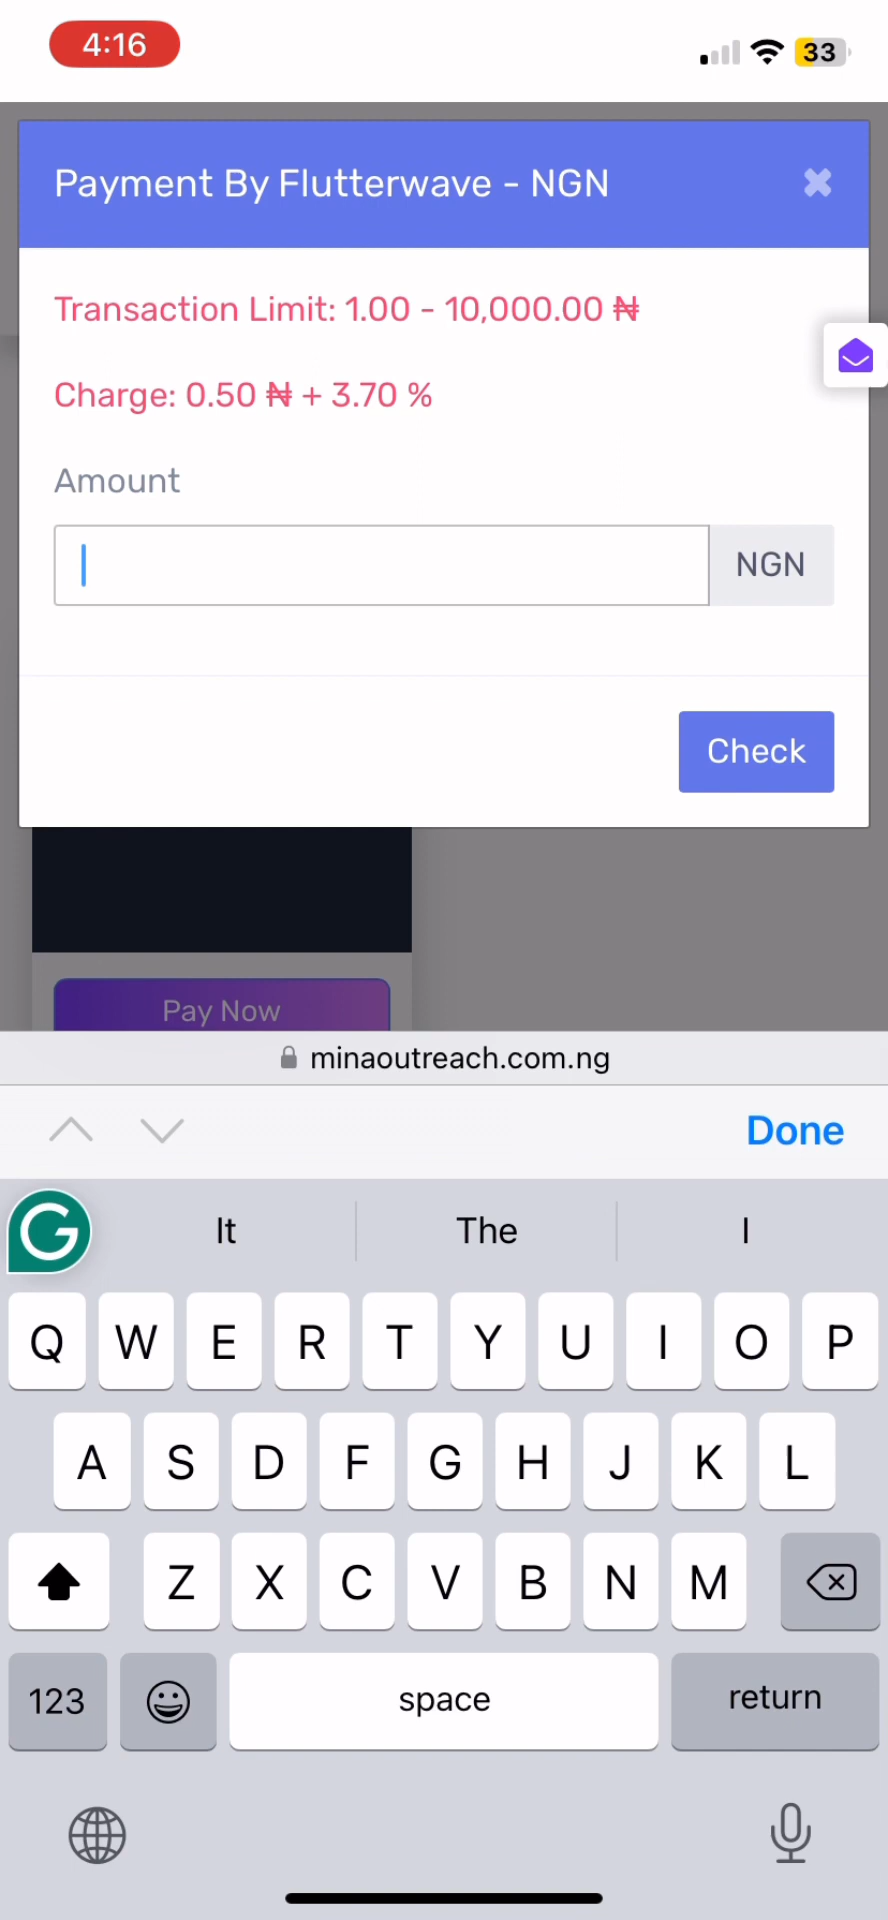 4:16
33
Payment By Flutterwave - NGN
Transaction Limit: 1.00 - 10,000.00 ₦
Charge: 0.50 ₦ + 3.70 %
Amount
NGN
Check
Pay Now
minaoutreach.com.ng
Done
It The I
Q W E R T Y U I O P
A S D F G H J K L
Z X C V B N M
123 space return